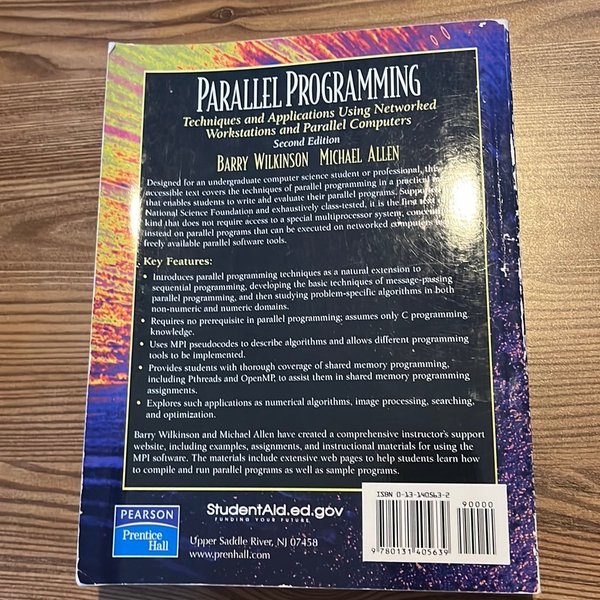 PARALLEL PROGRAMMING
Techniques and Applications Using Networked
Workstations and Parallel Computers
Second Edition
BARRY WILKINSON MICHAEL ALLEN
Designed for an undergraduate computer science student or professional, this
accessible text covers the techniques of parallel programming in a practical
that enables students to write and evaluate their parallel programs. Supported
National Science Foundation and exhaustively class-tested, it is the first text
kind that does not require access to a special multiprocessor system,
instead on parallel programs that can be executed on networked computers
freely available parallel software tools.
Key Features:
• Introduces parallel programming techniques as a natural extension to
sequential programming, developing the basic techniques of message-passing
parallel programming, and then studying problem-specific algorithms in both
non-numeric and numeric domains.
• Requires no prerequisite in parallel programming; assumes only C programming
knowledge.
• Uses MPI pseudocodes to describe algorithms and allows different programming
tools to be implemented.
• Provides students with thorough coverage of shared memory programming,
including Pthreads and OpenMP, to assist them in shared memory programming
assignments.
• Explores such applications as numerical algorithms, image processing, searching,
and optimization.
Barry Wilkinson and Michael Allen have created a comprehensive instructor's support
website, including examples, assignments, and instructional materials for using the
MPI software. The materials include extensive web pages to help students learn how
to compile and run parallel programs as well as sample programs.
PEARSON
Prentice
Hall
StudentAid.ed.gov
FUNDING YOUR FUTURE.
Upper Saddle River, NJ 07458
www.prenhall.com
ISBN 0-13-140563-2
90000
9 780131 405639